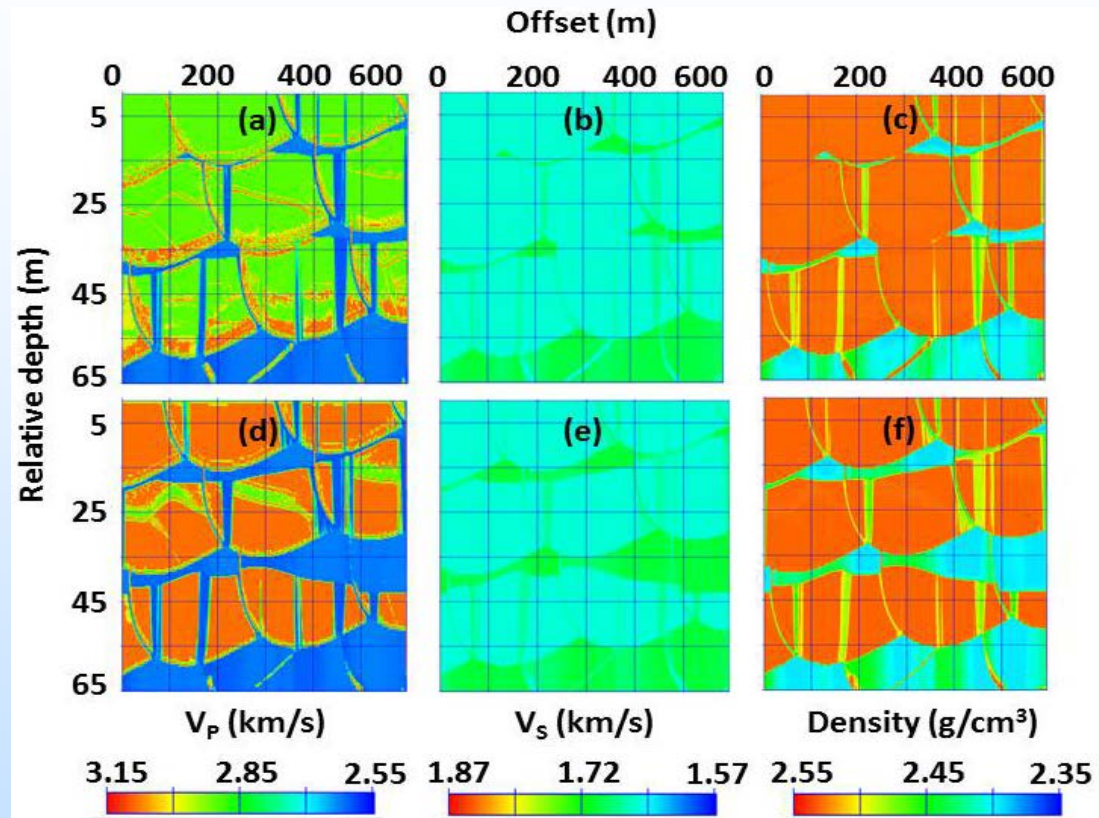 Offset (m)
0 200 400 600 0 200 400 600 0 200 400 600
5 (a) (b) (c)
25
45
65
Relative depth (m)
5 (d) (e) (f)
25
45
65
V_P (km/s) V_S (km/s) Density (g/cm³)
3.15 2.85 2.55 1.87 1.72 1.57 2.55 2.45 2.35